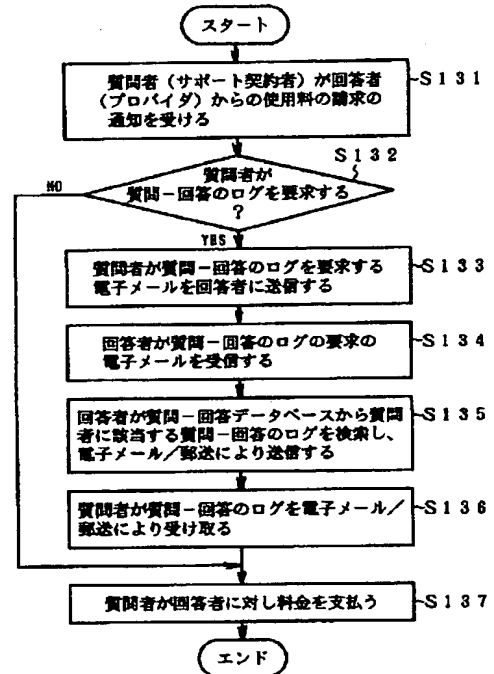 スタート
質問者（サポート契約者）が回答者
（プロバイダ）からの使用料の請求の
通知を受ける
S131
S132
質問者が
質問－回答のログを要求する
？
NO
YES
質問者が質問－回答のログを要求する
電子メールを回答者に送信する
S133
回答者が質問－回答のログの要求の
電子メールを受信する
S134
回答者が質問－回答データベースから質問
者に該当する質問－回答のログを検索し、
電子メール／郵送により送信する
S135
質問者が質問－回答のログを電子メール／
郵送により受け取る
S136
質問者が回答者に対し料金を支払う
S137
エンド